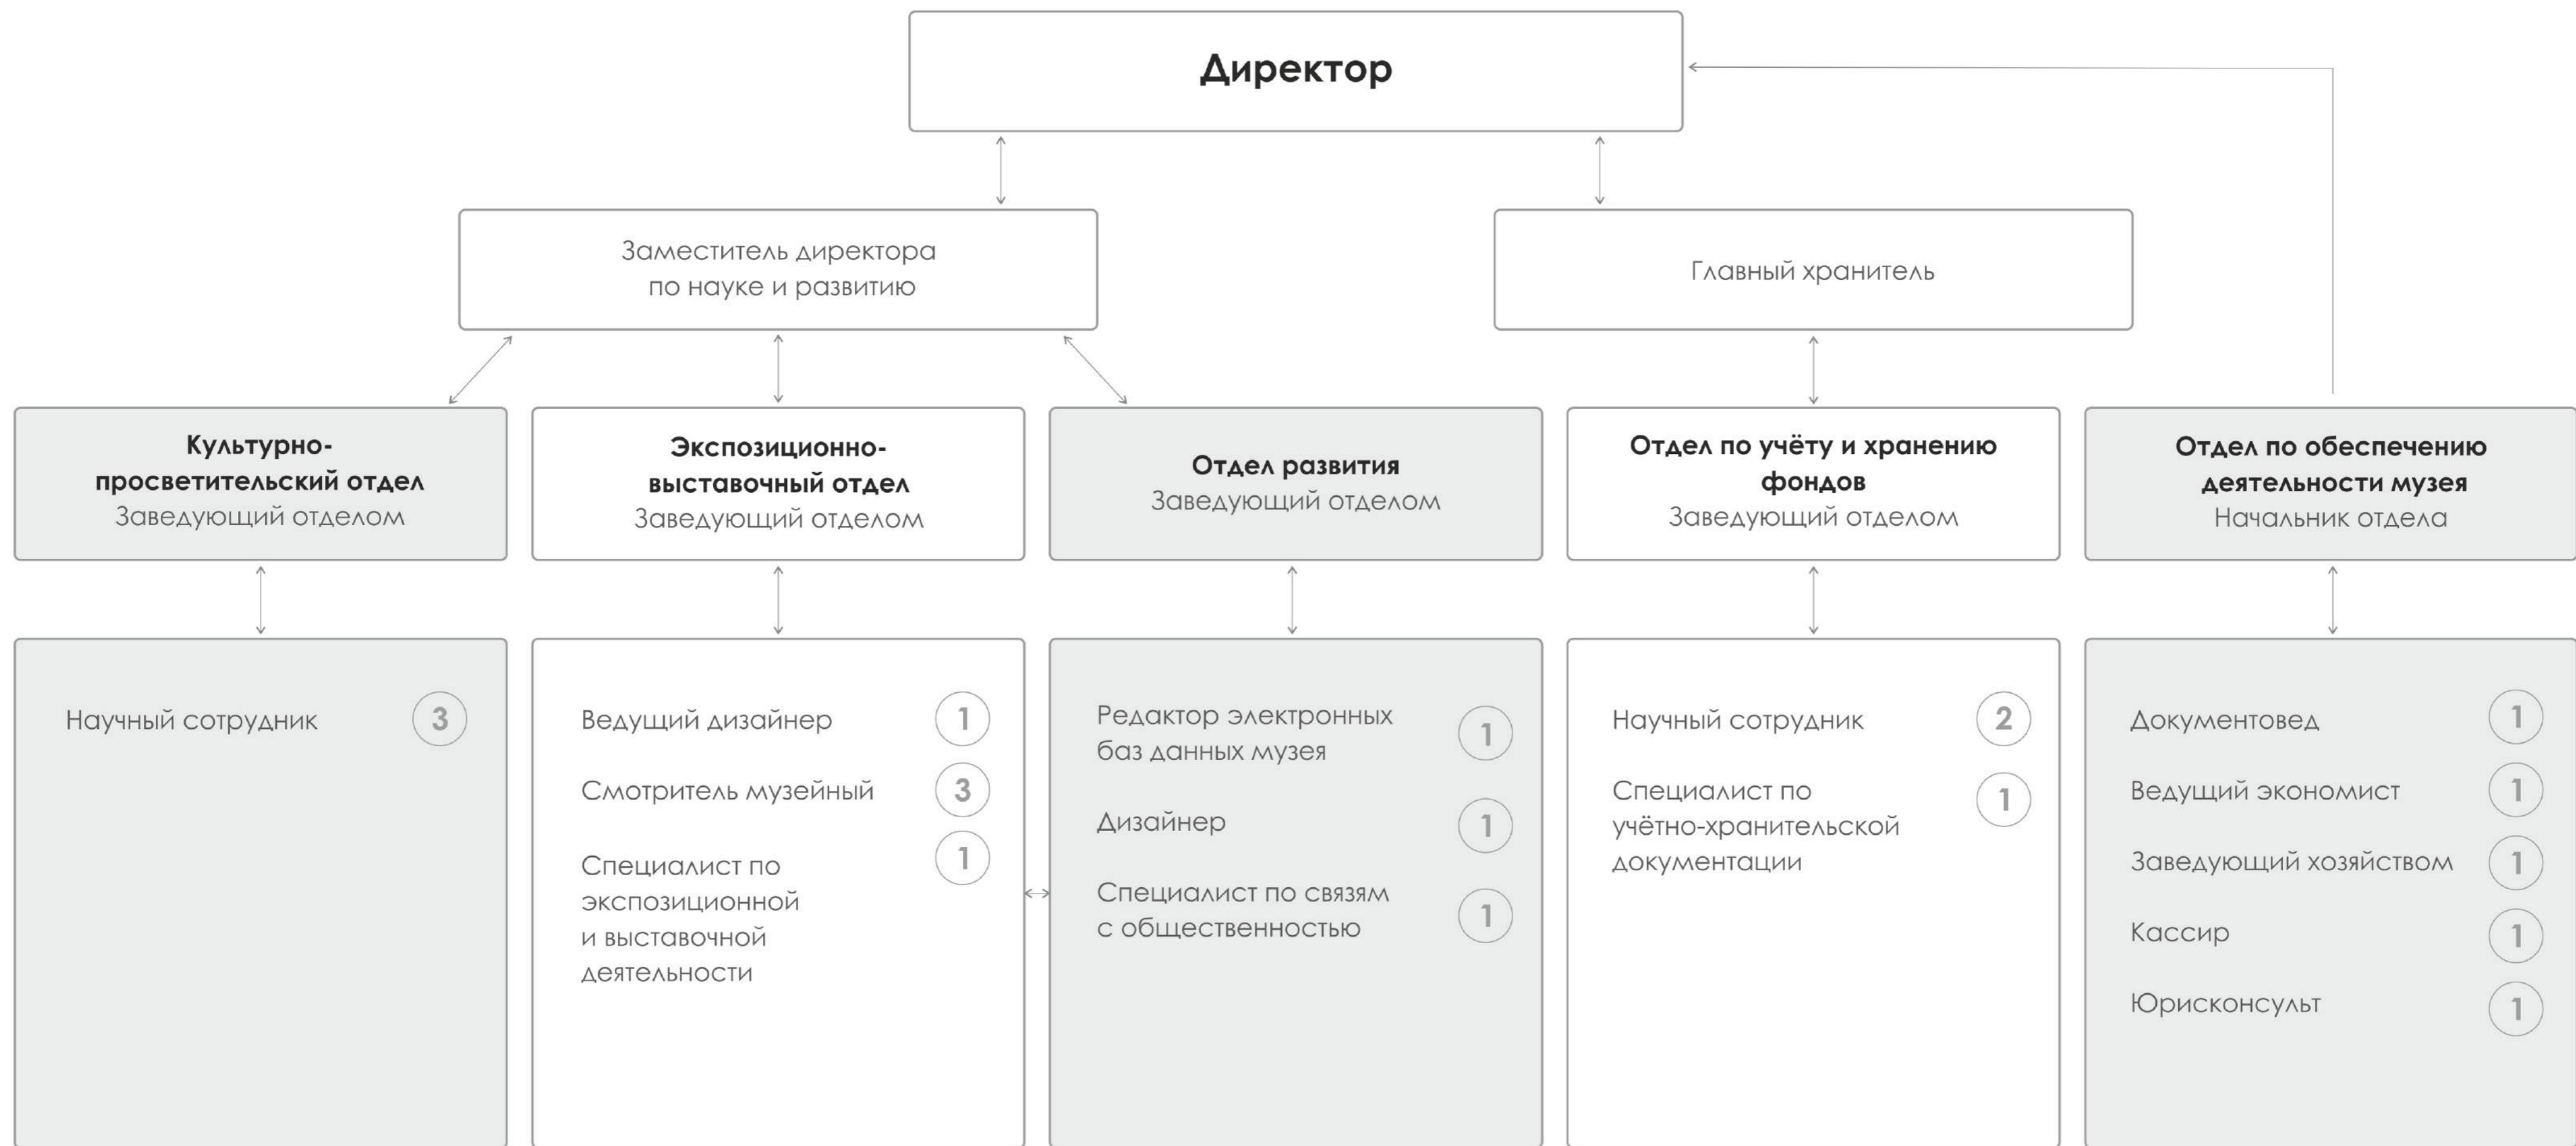 Директор
Заместитель директора
по науке и развитию
Главный хранитель
Культурно-
просветительский отдел
Заведующий отделом
Экспозиционно-
выставочный отдел
Заведующий отделом
Отдел развития
Заведующий отделом
Отдел по учёту и хранению
фондов
Заведующий отделом
Отдел по обеспечению
деятельности музея
Начальник отдела
Научный сотрудник 3
Ведущий дизайнер 1
Смотритель музейный 3
Специалист по 1
экспозиционной
и выставочной
деятельности
Редактор электронных
баз данных музея 1
Дизайнер 1
Специалист по связям
с общественностью 1
Научный сотрудник 2
Специалист по 1
учётно-хранительской
документации
Документовед 1
Ведущий экономист 1
Заведующий хозяйством 1
Кассир 1
Юрисконсульт 1